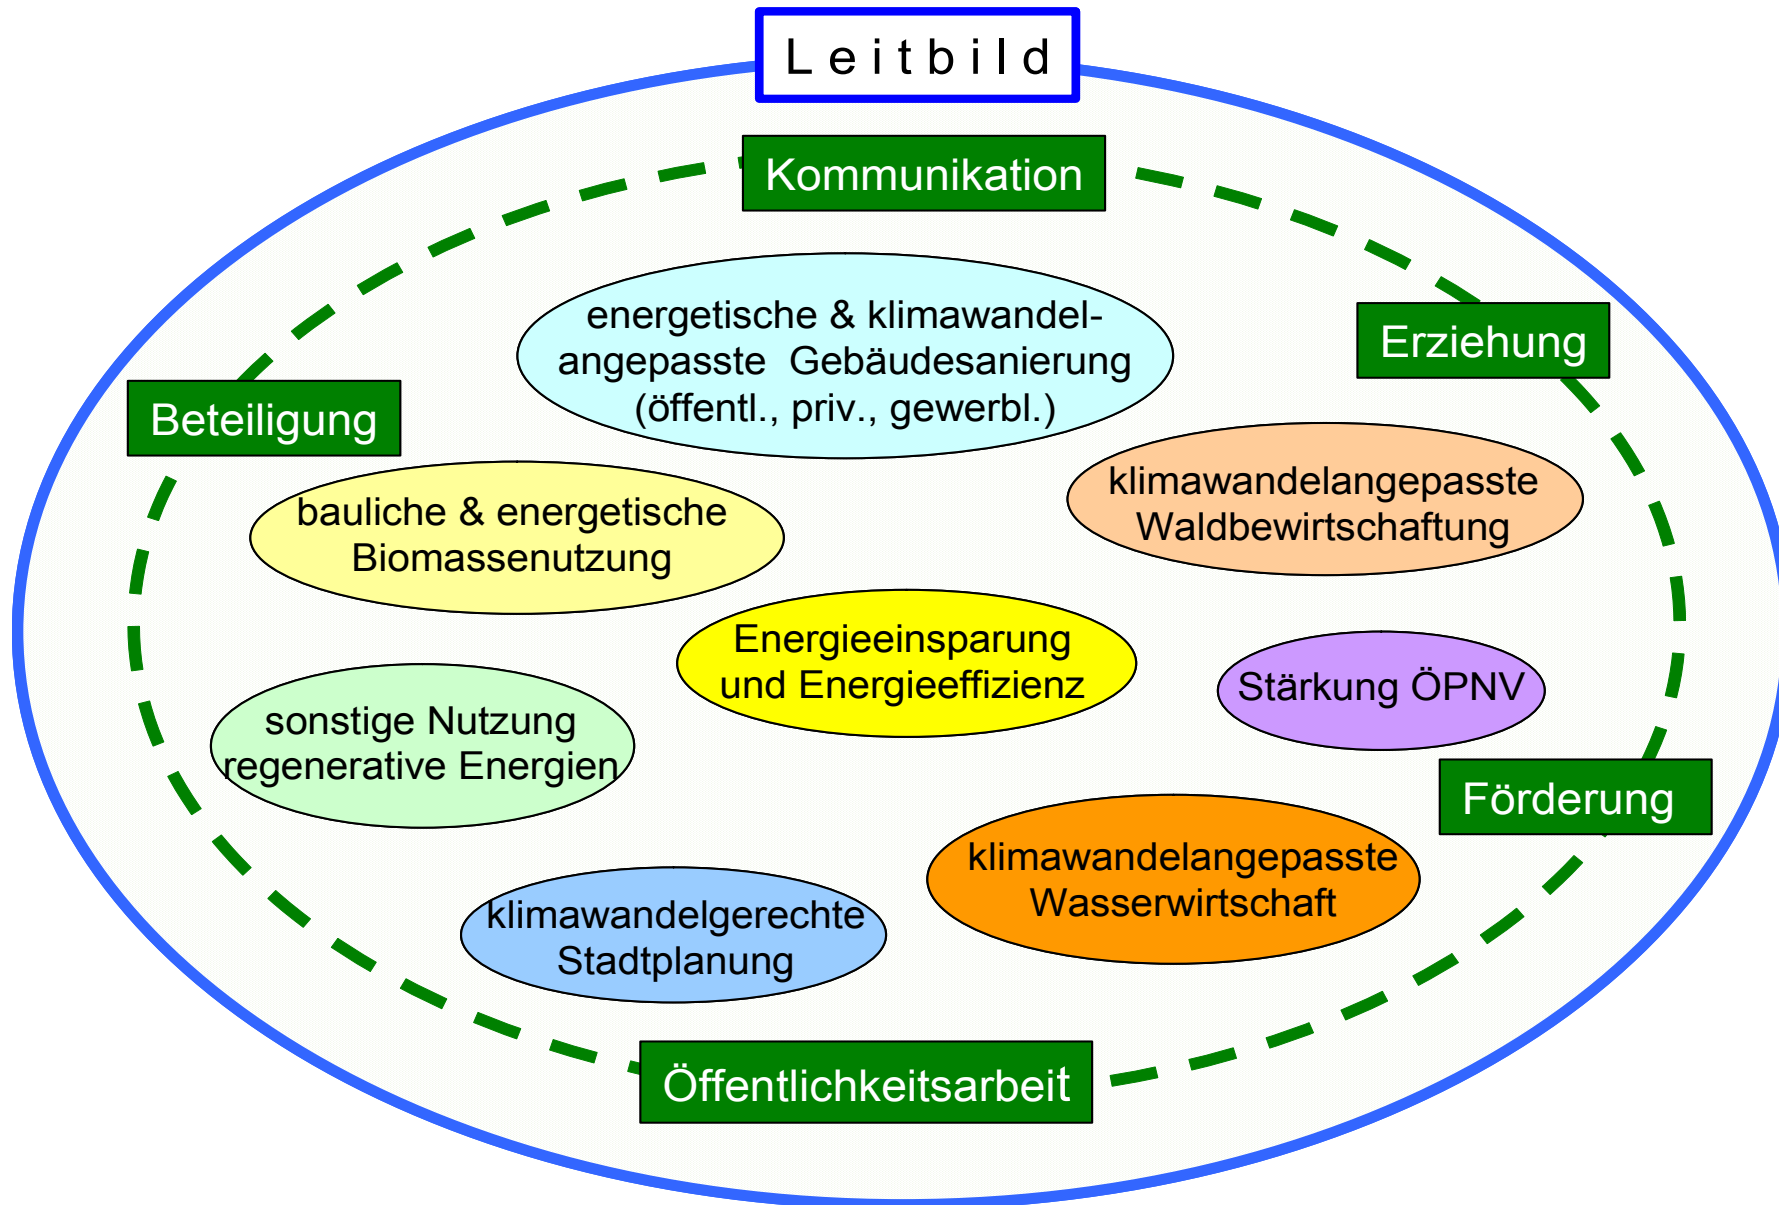 Leitbild
Kommunikation
energetische & klimawandel-
angepasste Gebäudesanierung
(öffentl., priv., gewerbl.)
Erziehung
Beteiligung
klimawandelangepasste
Waldbewirtschaftung
bauliche & energetische
Biomassenutzung
Energieeinsparung
und Energieeffizienz
Stärkung ÖPNV
sonstige Nutzung
regenerative Energien
Förderung
klimawandelangepasste
Wasserwirtschaft
klimawandelgerechte
Stadtplanung
Öffentlichkeitsarbeit